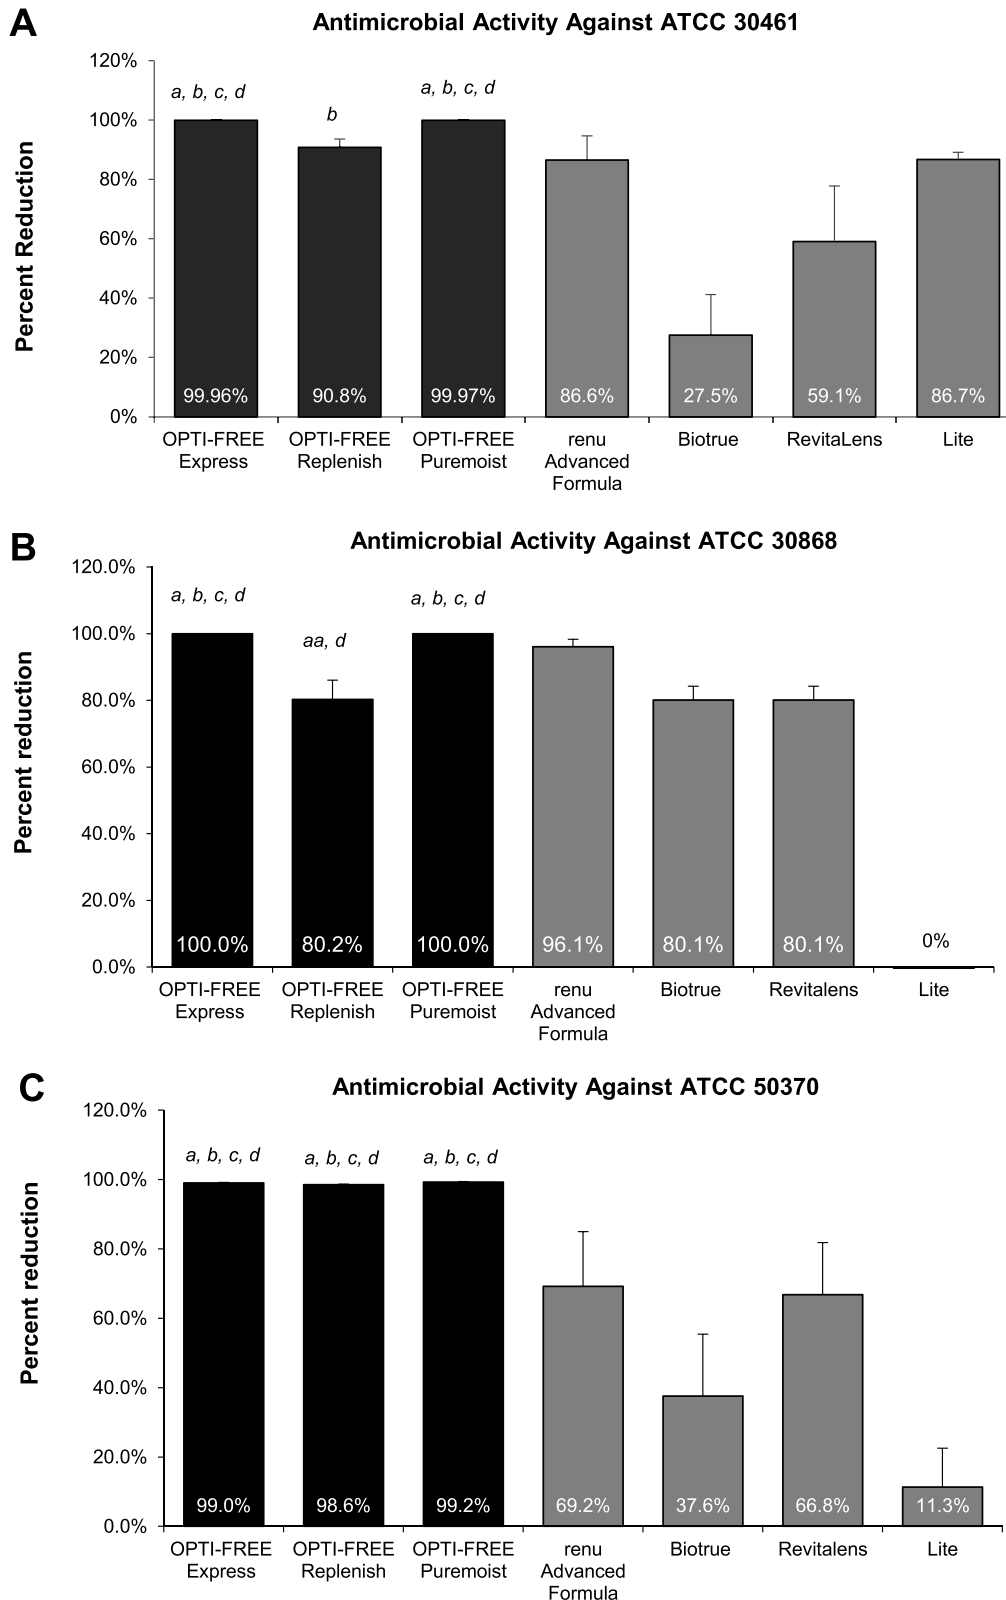 A
Antimicrobial Activity Against ATCC 30461
Percent Reduction
120%
100%
80%
60%
40%
20%
0%
a, b, c, d
b
a, b, c, d
99.96%
90.8%
99.97%
86.6%
27.5%
59.1%
86.7%
OPTI-FREE
Express
OPTI-FREE
Replenish
OPTI-FREE
Puremoist
renu
Advanced
Formula
Biotrue
RevitaLens
Lite
B
Antimicrobial Activity Against ATCC 30868
Percent reduction
120.0%
100.0%
80.0%
60.0%
40.0%
20.0%
0.0%
a, b, c, d
aa, d
a, b, c, d
100.0%
80.2%
100.0%
96.1%
80.1%
80.1%
0%
OPTI-FREE
Express
OPTI-FREE
Replenish
OPTI-FREE
Puremoist
renu
Advanced
Formula
Biotrue
Revitalens
Lite
C
Antimicrobial Activity Against ATCC 50370
Percent reduction
120.0%
100.0%
80.0%
60.0%
40.0%
20.0%
0.0%
a, b, c, d
a, b, c, d
a, b, c, d
99.0%
98.6%
99.2%
69.2%
37.6%
66.8%
11.3%
OPTI-FREE
Express
OPTI-FREE
Replenish
OPTI-FREE
Puremoist
renu
Advanced
Formula
Biotrue
Revitalens
Lite